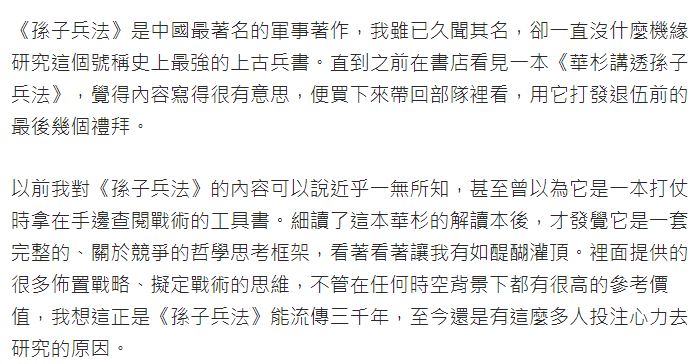 《孫子兵法》是中國最著名的軍事著作，我雖已久聞其名，卻一直沒什麼機緣
研究這個號稱史上最強的上古兵書。直到之前在書店看見一本《華杉講透孫子
兵法》，覺得內容寫得很有意思，便買下來帶回部隊裡看，用它打發退伍前的
最後幾個禮拜。
以前我對《孫子兵法》的內容可以說近乎一無所知，甚至曾以為它是一本打仗
時拿在手邊查閱戰術的工具書。細讀了這本華杉的解讀本後，才發覺它是一套
完整的、關於競爭的哲學思考框架，看著看著讓我有如醍醐灌頂。裡面提供的
很多佈置戰略、擬定戰術的思維，不管在任何時空背景下都有很高的參考價
值，我想這正是《孫子兵法》能流傳三千年，至今還是有這麼多人投注心力去
研究的原因。